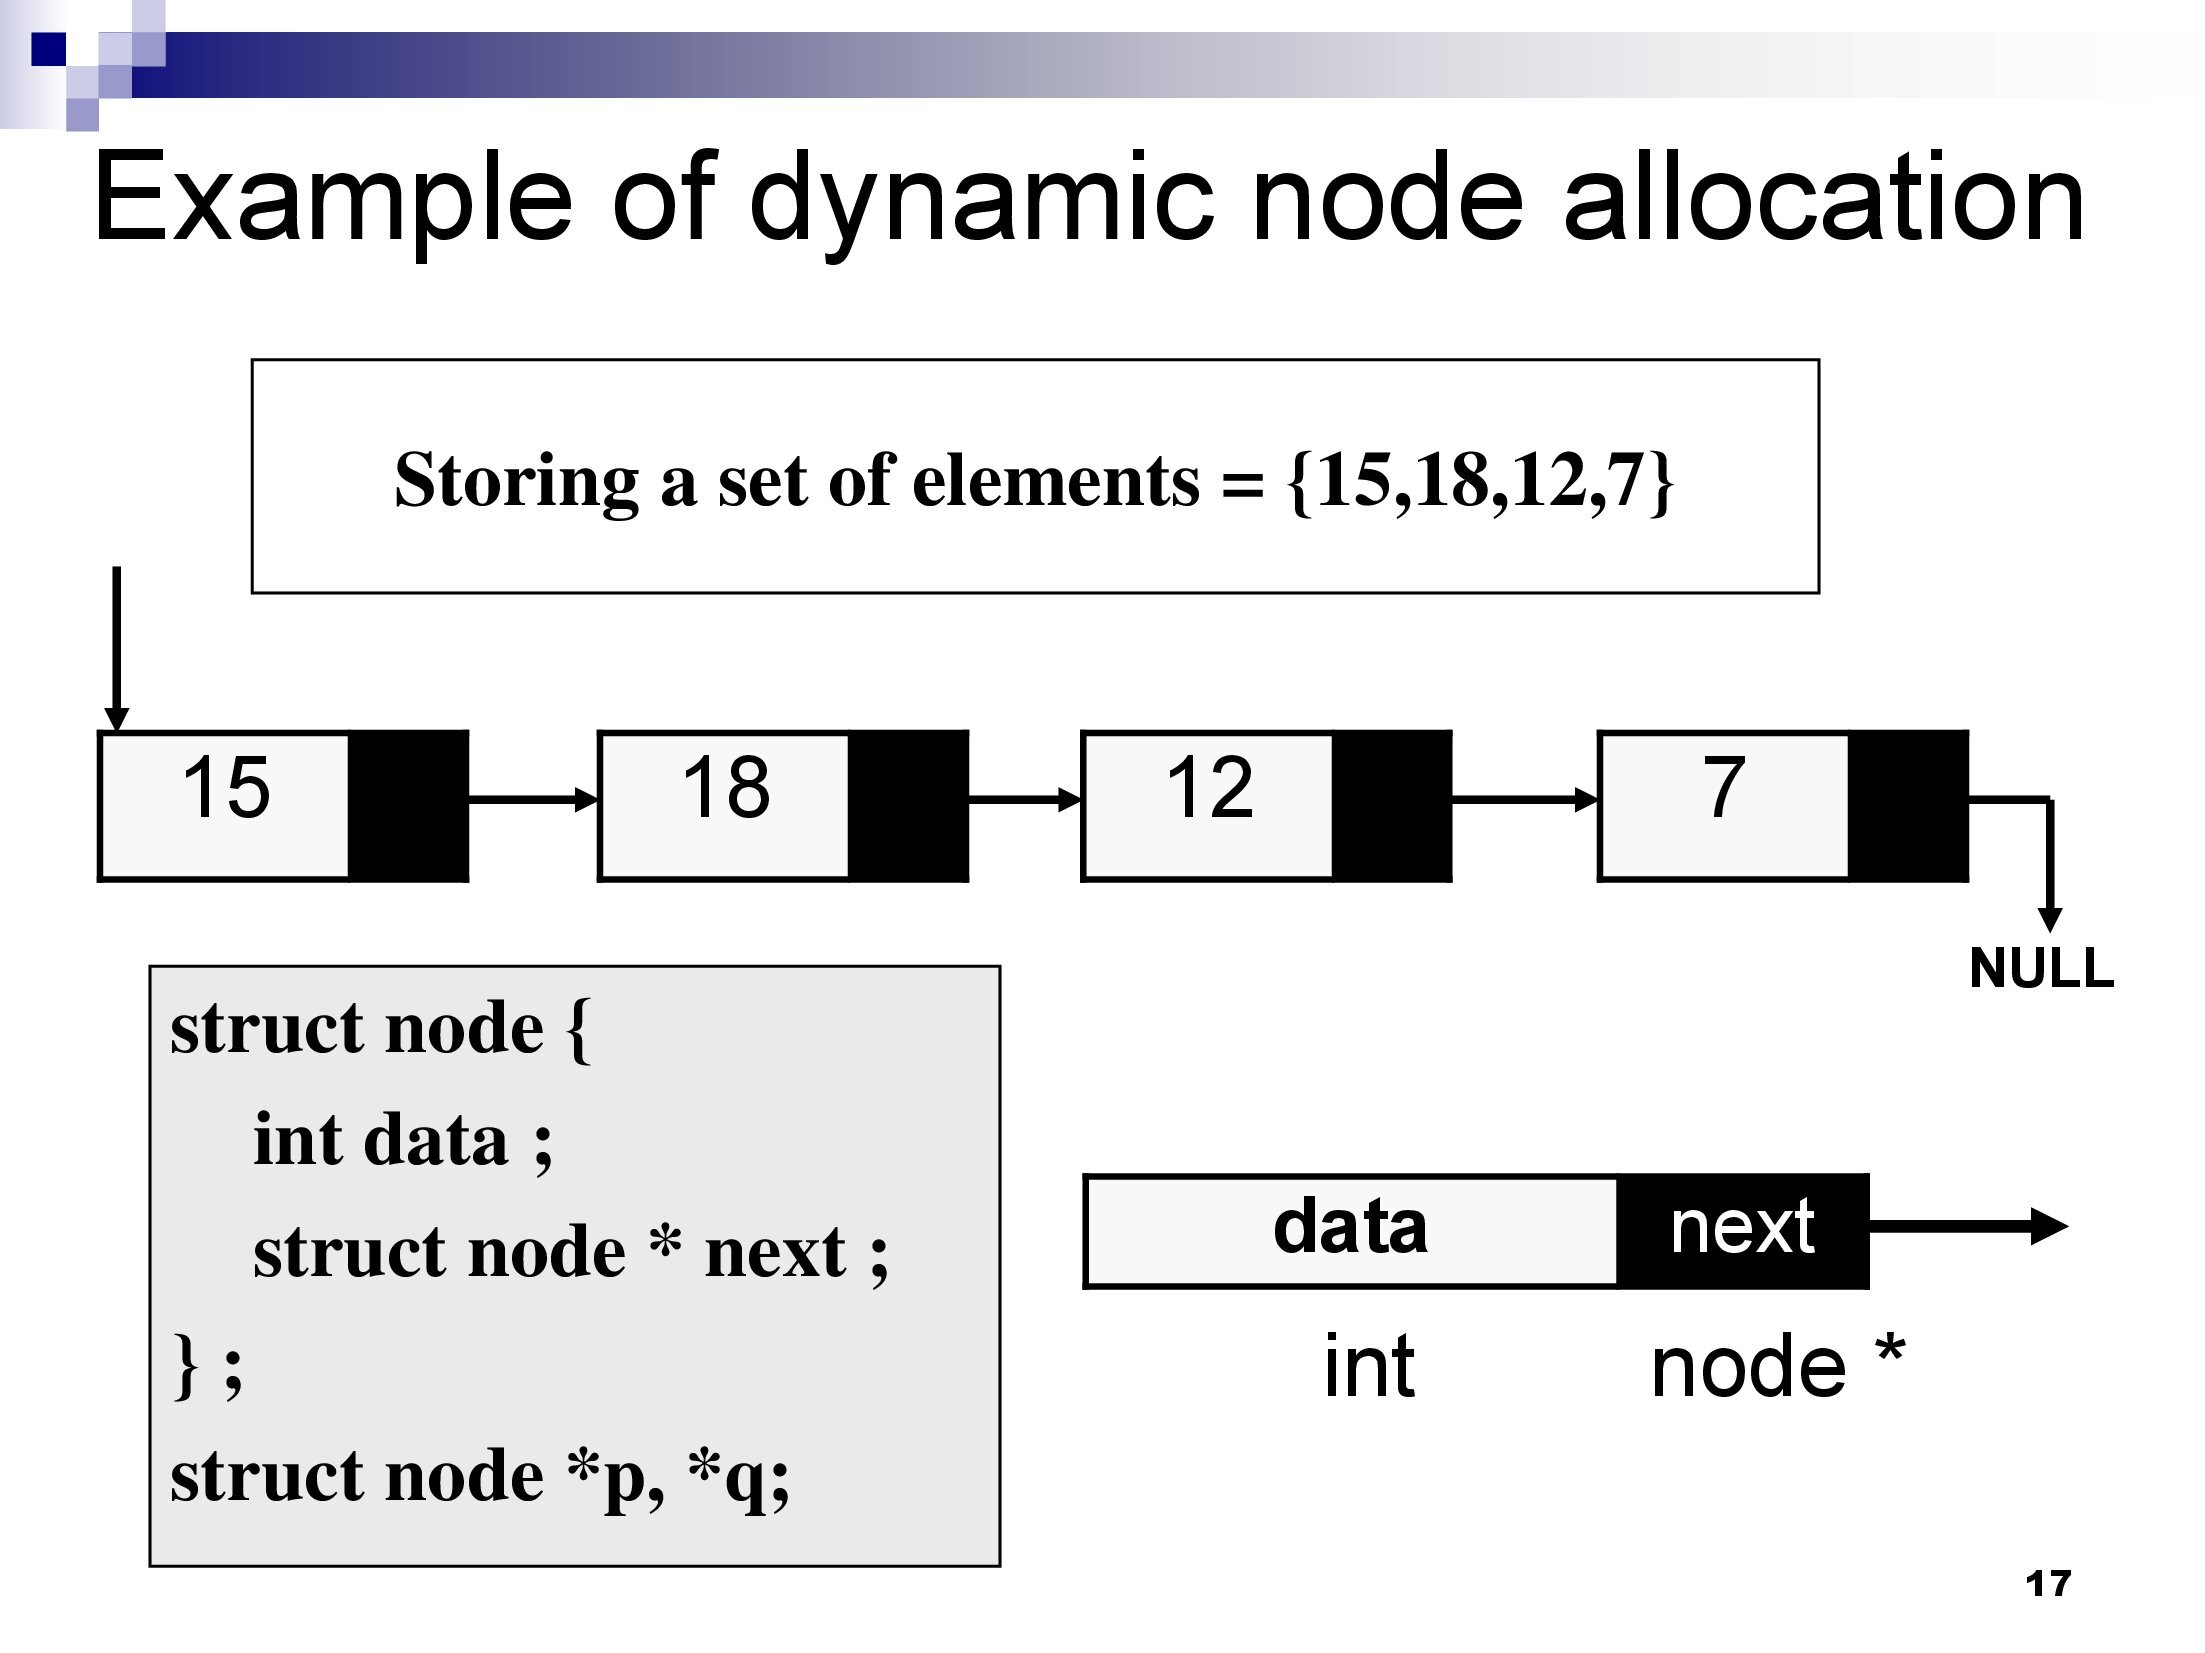 Example of dynamic node allocation
Storing a set of elements = {15,18,12,7}
15 18 12 7
NULL
struct node {
int data ;
struct node * next ;
} ;
struct node *p, *q;
data next
int node *
17